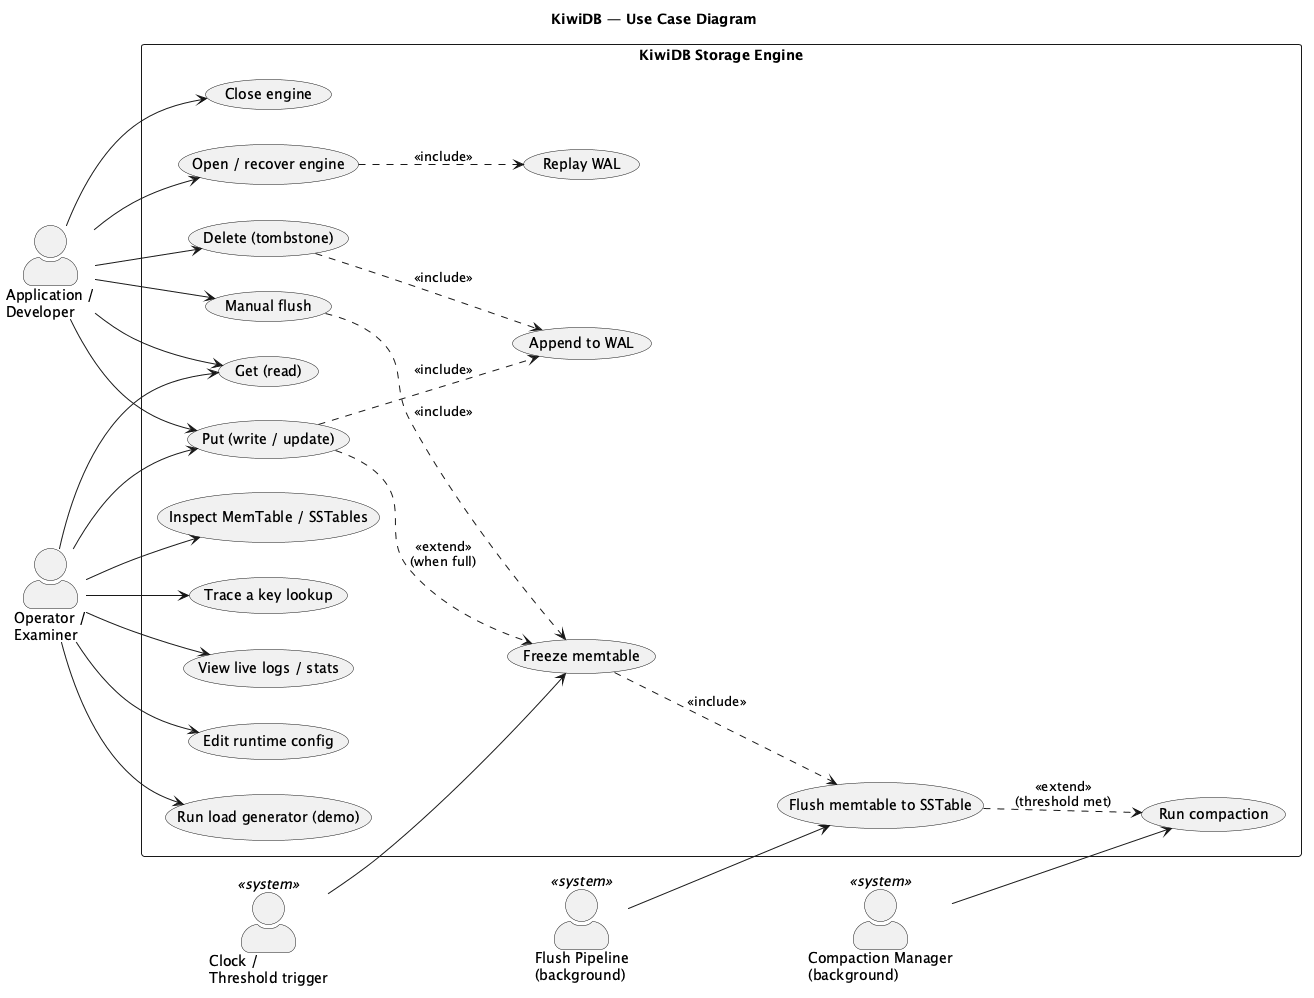 KiwiDB — Use Case Diagram
KiwiDB Storage Engine
Close engine
Open / recover engine
«include»
Replay WAL
Delete (tombstone)
«include»
Application /
Developer
Manual flush
Append to WAL
Get (read)
«include»
«include»
Put (write / update)
Inspect MemTable / SSTables
«extend»
(when full)
Trace a key lookup
Operator /
Examiner
Freeze memtable
View live logs / stats
«include»
Edit runtime config
Run load generator (demo)
Flush memtable to SSTable
«extend»
(threshold met)
Run compaction
«system»
Clock /
Threshold trigger
«system»
Flush Pipeline
(background)
«system»
Compaction Manager
(background)